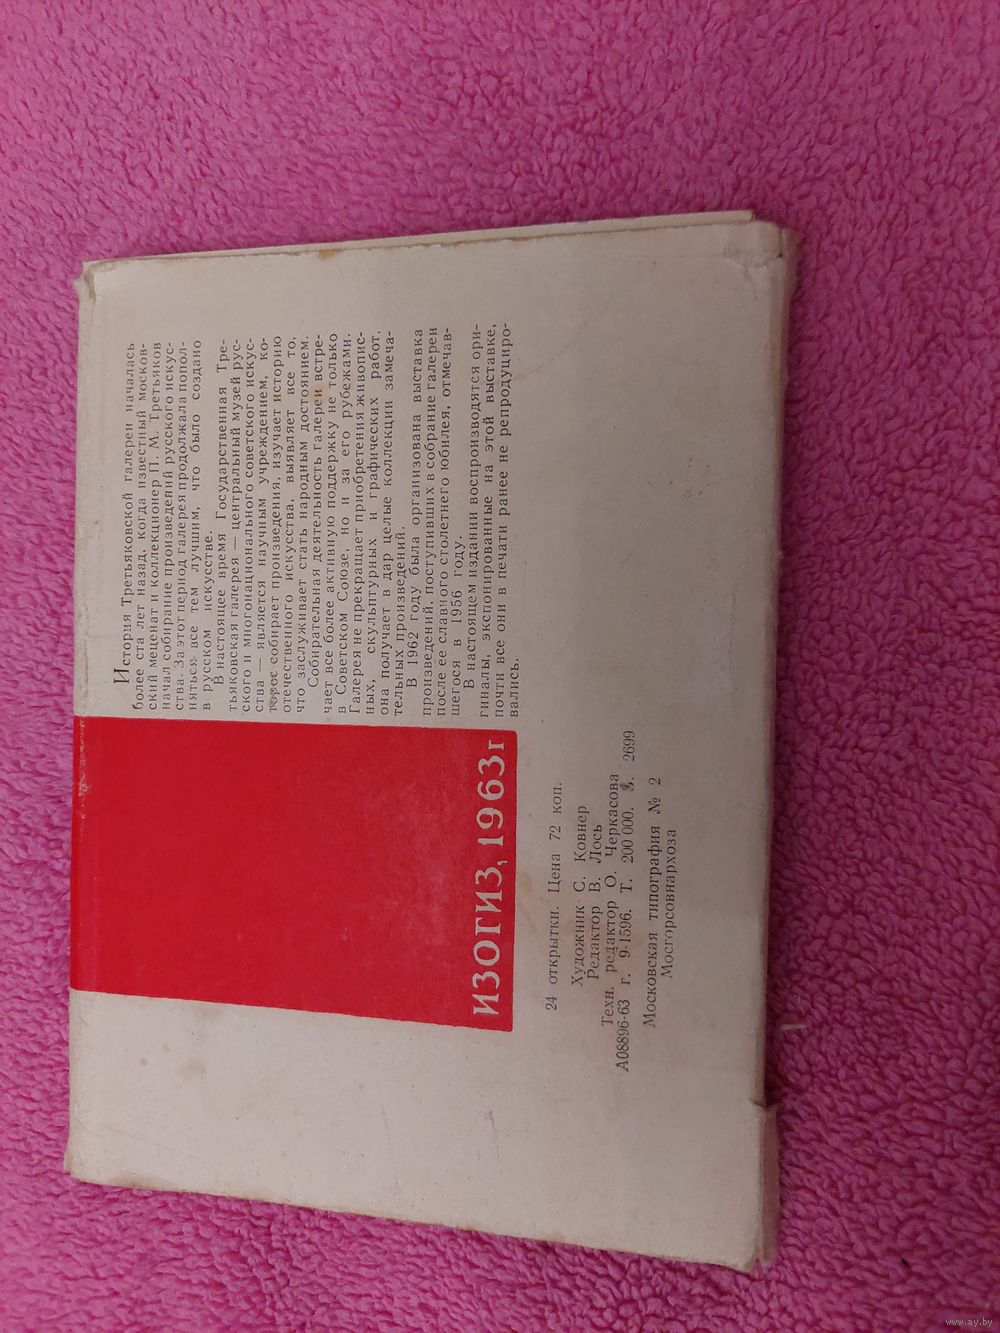 История Третьяковской галереи началась
более ста лет назад, когда известный москов-
ский меценат и коллекционер П. М. Третьяков
начал собирание произведений русского искус-
ства. За этот период галерея продолжала попол-
няться все тем лучшим, что было создано
в русском искусстве.
В настоящее время Государственная Тре-
тьяковская галерея — центральный музей рус-
ского и многонационального советского искус-
ства — является научным учреждением, ко-
торое собирает произведения, изучает историю
отечественного искусства, выявляет все то,
что заслуживает стать народным достоянием.
Собирательная деятельность галереи встре-
чает все более активную поддержку не только
в Советском Союзе, но и за его рубежами.
Галерея не прекращает приобретения живопис-
ных, скульптурных и графических работ,
она получает в дар целые коллекции замеча-
тельных произведений.
В 1962 году была организована выставка
произведений, поступивших в собрание галереи
после ее славного столетнего юбилея, отмечав-
шегося в 1956 году.
В настоящем издании воспроизводятся ори-
гиналы, экспонированные на этой выставке,
почти все они в печати ранее не репродуциро-
вались.
ИЗОГИЗ, 1963г
24 открытки. Цена 72 коп.
Художник С. Ковнер
Редактор В. Лось
Техн. редактор О. Черкасова
А08896-63 г. 9-1596. Т. 200 000. З. 2699
Московская типография № 2
Мосгорсовнархоза
www.ay.by